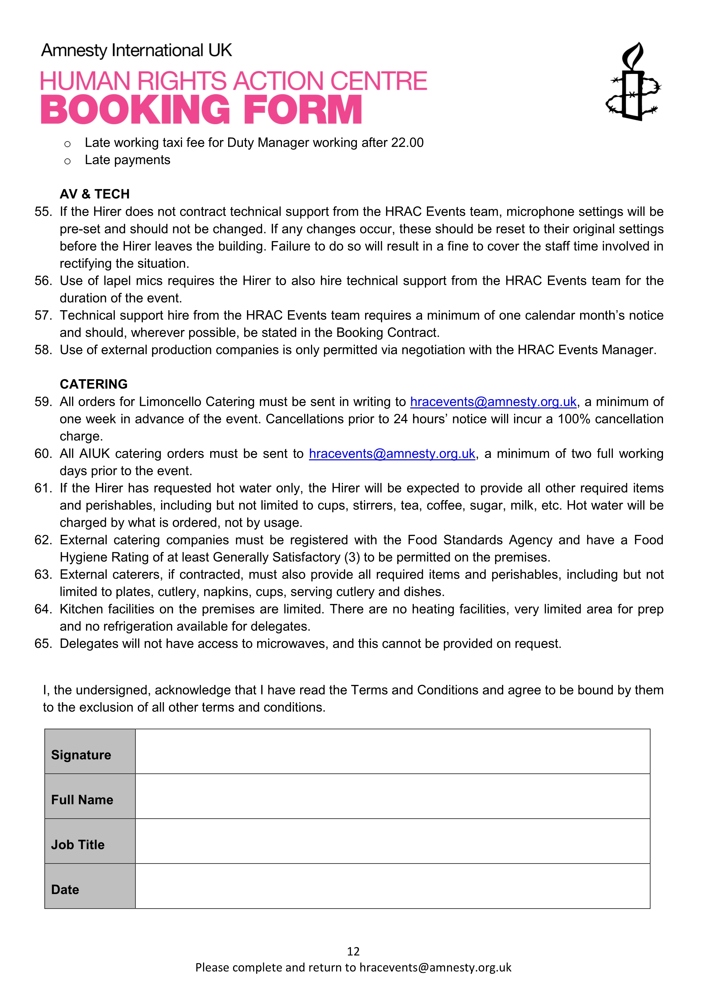 Amnesty International UK
HUMAN RIGHTS ACTION CENTRE
BOOKING FORM
o Late working taxi fee for Duty Manager working after 22.00
o Late payments
AV & TECH
55. If the Hirer does not contract technical support from the HRAC Events team, microphone settings will be
pre-set and should not be changed. If any changes occur, these should be reset to their original settings
before the Hirer leaves the building. Failure to do so will result in a fine to cover the staff time involved in
rectifying the situation.
56. Use of lapel mics requires the Hirer to also hire technical support from the HRAC Events team for the
duration of the event.
57. Technical support hire from the HRAC Events team requires a minimum of one calendar month’s notice
and should, wherever possible, be stated in the Booking Contract.
58. Use of external production companies is only permitted via negotiation with the HRAC Events Manager.
CATERING
59. All orders for Limoncello Catering must be sent in writing to hracevents@amnesty.org.uk, a minimum of
one week in advance of the event. Cancellations prior to 24 hours’ notice will incur a 100% cancellation
charge.
60. All AIUK catering orders must be sent to hracevents@amnesty.org.uk, a minimum of two full working
days prior to the event.
61. If the Hirer has requested hot water only, the Hirer will be expected to provide all other required items
and perishables, including but not limited to cups, stirrers, tea, coffee, sugar, milk, etc. Hot water will be
charged by what is ordered, not by usage.
62. External catering companies must be registered with the Food Standards Agency and have a Food
Hygiene Rating of at least Generally Satisfactory (3) to be permitted on the premises.
63. External caterers, if contracted, must also provide all required items and perishables, including but not
limited to plates, cutlery, napkins, cups, serving cutlery and dishes.
64. Kitchen facilities on the premises are limited. There are no heating facilities, very limited area for prep
and no refrigeration available for delegates.
65. Delegates will not have access to microwaves, and this cannot be provided on request.
I, the undersigned, acknowledge that I have read the Terms and Conditions and agree to be bound by them
to the exclusion of all other terms and conditions.
Signature
Full Name
Job Title
Date
12
Please complete and return to hracevents@amnesty.org.uk